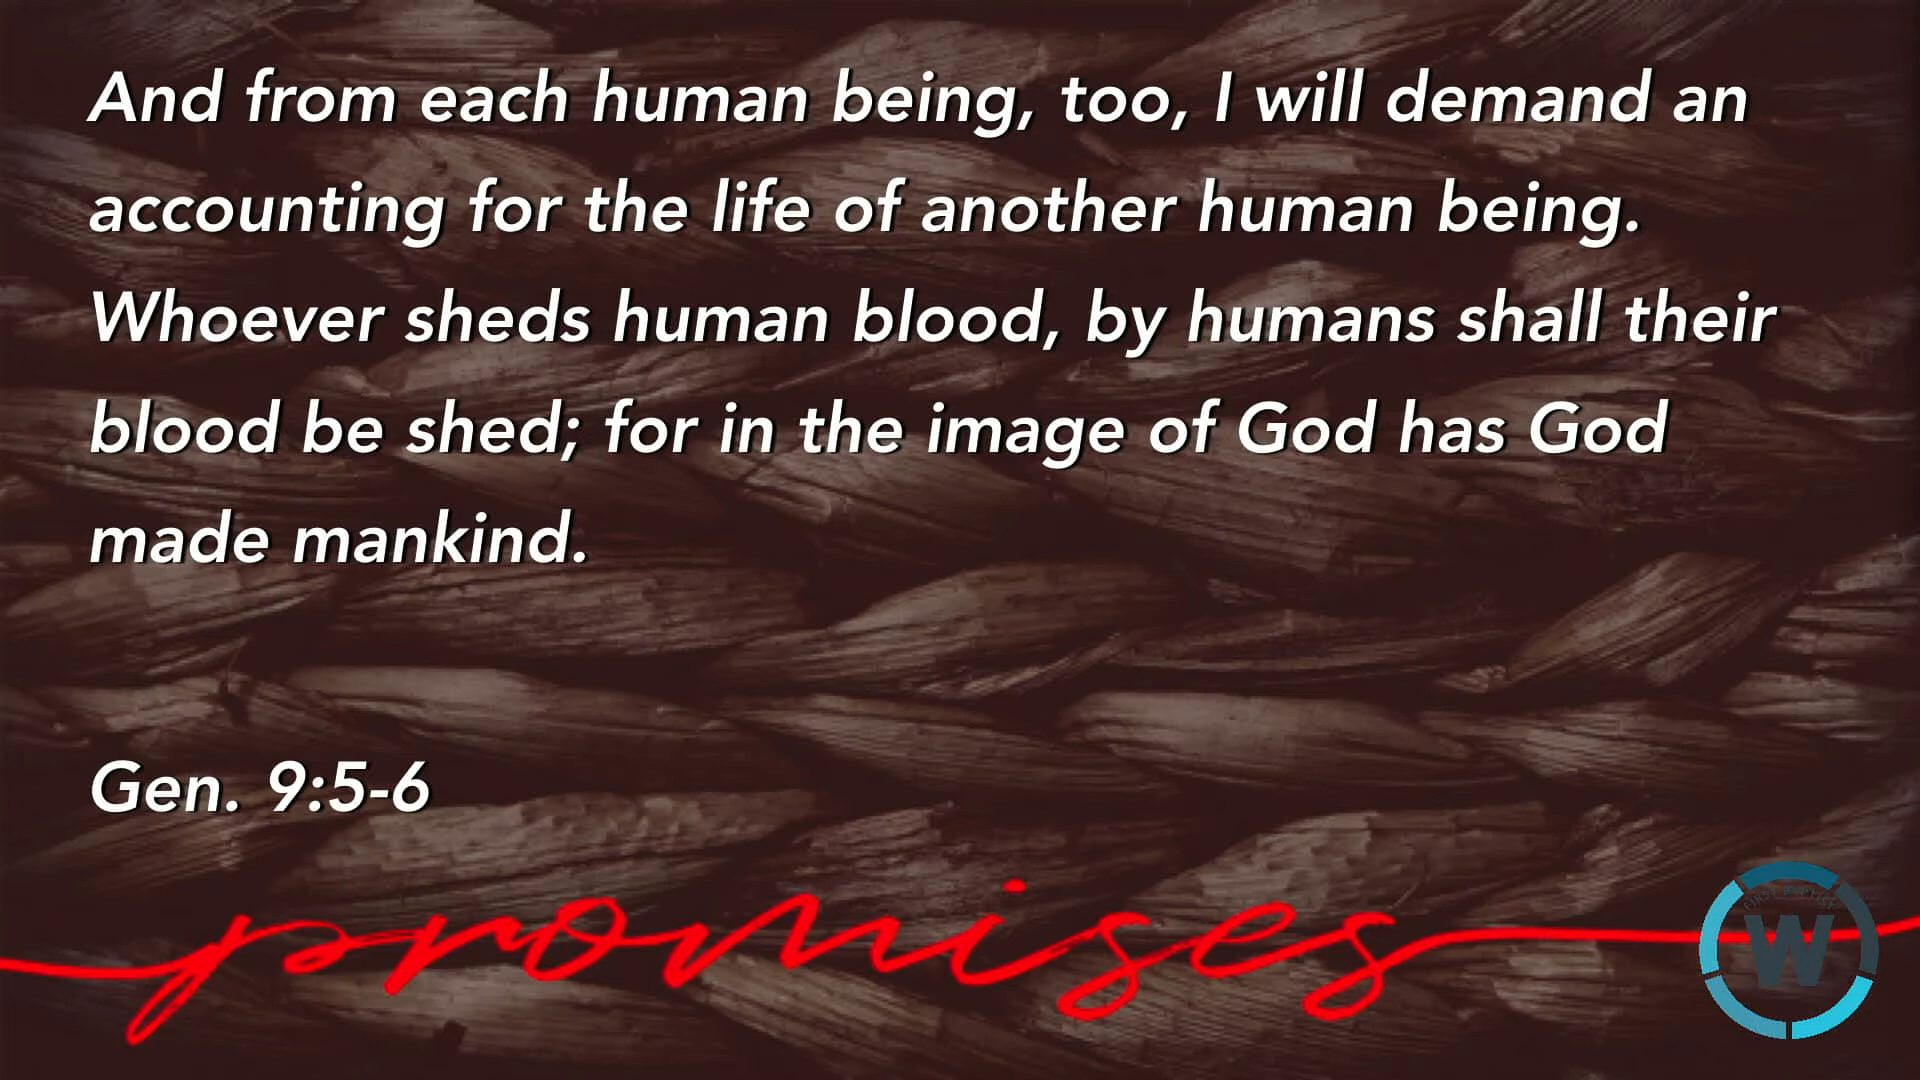 And from each human being, too, I will demand an
accounting for the life of another human being.
Whoever sheds human blood, by humans shall their
blood be shed; for in the image of God has God
made mankind.
Gen. 9:5-6
promises
FIRST BAPTIST
W